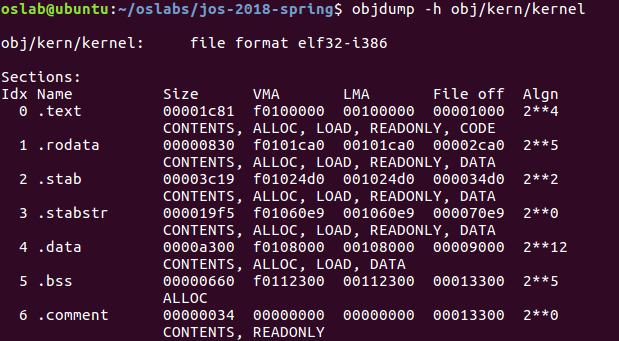 oslab@ubuntu:~/oslabs/jos-2018-spring$ objdump -h obj/kern/kernel

obj/kern/kernel:     file format elf32-i386

Sections:
Idx Name          Size      VMA       LMA       File off  Algn
  0 .text         00001c81  f0100000  00100000  00001000  2**4
                  CONTENTS, ALLOC, LOAD, READONLY, CODE
  1 .rodata       00000830  f0101ca0  00101ca0  00002ca0  2**5
                  CONTENTS, ALLOC, LOAD, READONLY, DATA
  2 .stab         00003c19  f01024d0  001024d0  000034d0  2**2
                  CONTENTS, ALLOC, LOAD, READONLY, DATA
  3 .stabstr      000019f5  f01060e9  001060e9  000070e9  2**0
                  CONTENTS, ALLOC, LOAD, READONLY, DATA
  4 .data         0000a300  f0108000  00108000  00009000  2**12
                  CONTENTS, ALLOC, LOAD, DATA
  5 .bss          00000660  f0112300  00112300  00013300  2**5
                  ALLOC
  6 .comment      00000034  00000000  00000000  00013300  2**0
                  CONTENTS, READONLY